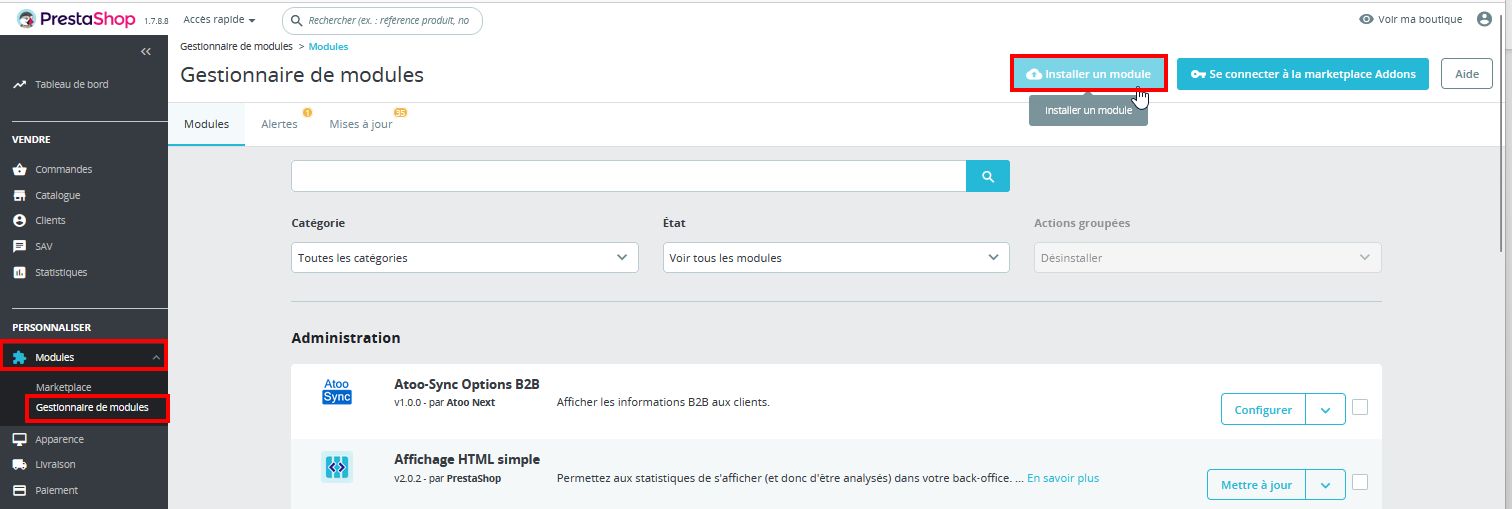 PrestaShop 1.7.8.8 Accès rapide Rechercher (ex. : référence produit, no Voir ma boutique
Gestionnaire de modules > Modules
Gestionnaire de modules
Installer un module
Se connecter à la marketplace Addons
Aide
Installer un module
Modules
Alertes 1
Mises à jour 35
Tableau de bord
VENDRE
Commandes
Catalogue
Clients
SAV
Statistiques
PERSONNALISER
Modules
Marketplace
Gestionnaire de modules
Apparence
Livraison
Paiement
Catégorie
Toutes les catégories
État
Voir tous les modules
Actions groupées
Désinstaller
Administration
Atoo Sync
Atoo-Sync Options B2B
v1.0.0 - par Atoo Next
Afficher les informations B2B aux clients.
Configurer
Affichage HTML simple
v2.0.2 - par PrestaShop
Permettez aux statistiques de s'afficher (et donc d'être analysés) dans votre back-office. ... En savoir plus
Mettre à jour